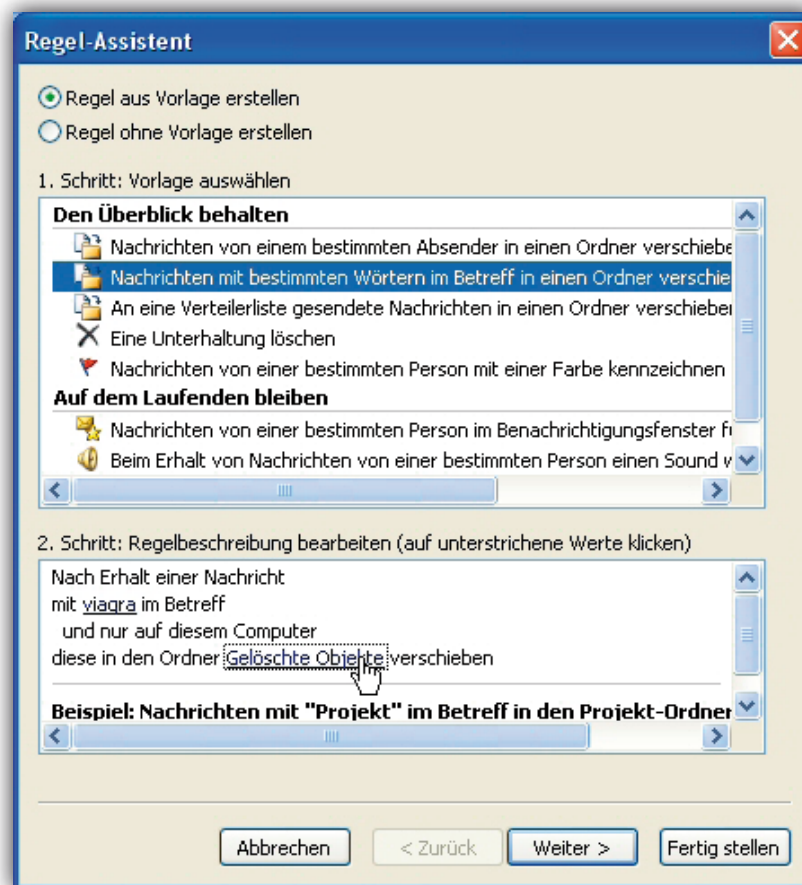 Regel-Assistent
Regel aus Vorlage erstellen
Regel ohne Vorlage erstellen
1. Schritt: Vorlage auswählen
Den Überblick behalten
Nachrichten von einem bestimmten Absender in einen Ordner verschiebe
Nachrichten mit bestimmten Wörtern im Betreff in einen Ordner verschie
An eine Verteilerliste gesendete Nachrichten in einen Ordner verschiebe
Eine Unterhaltung löschen
Nachrichten von einer bestimmten Person mit einer Farbe kennzeichnen
Auf dem Laufenden bleiben
Nachrichten von einer bestimmten Person im Benachrichtigungsfenster
Beim Erhalt von Nachrichten von einer bestimmten Person einen Sound
2. Schritt: Regelbeschreibung bearbeiten (auf unterstrichene Werte klicken)
Nach Erhalt einer Nachricht
mit viagra im Betreff
und nur auf diesem Computer
diese in den Ordner Gelöschte Objekte verschieben
Beispiel: Nachrichten mit "Projekt" im Betreff in den Projekt-Ordner
Abbrechen
< Zurück
Weiter >
Fertig stellen